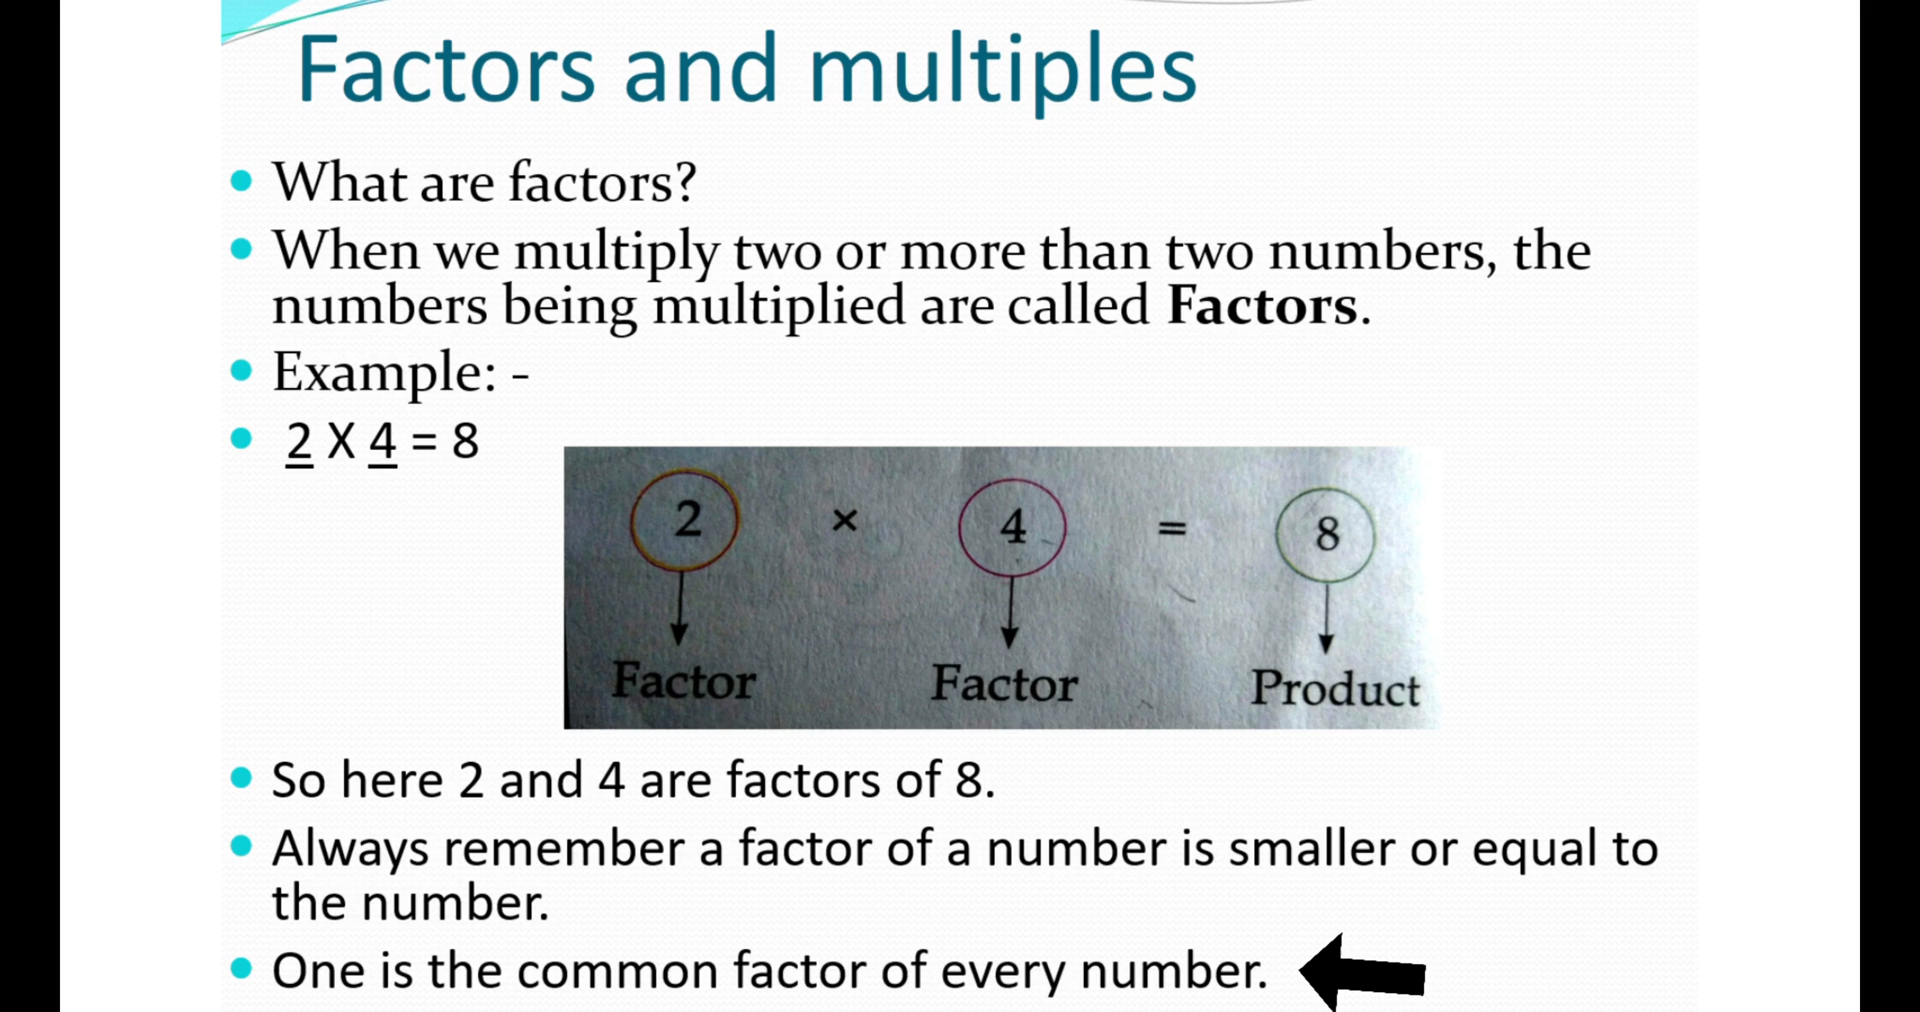 Factors and multiples
What are factors?
When we multiply two or more than two numbers, the
numbers being multiplied are called Factors.
Example: -
2 X 4 = 8
2 × 4 = 8
Factor Factor Product
So here 2 and 4 are factors of 8.
Always remember a factor of a number is smaller or equal to
the number.
One is the common factor of every number.